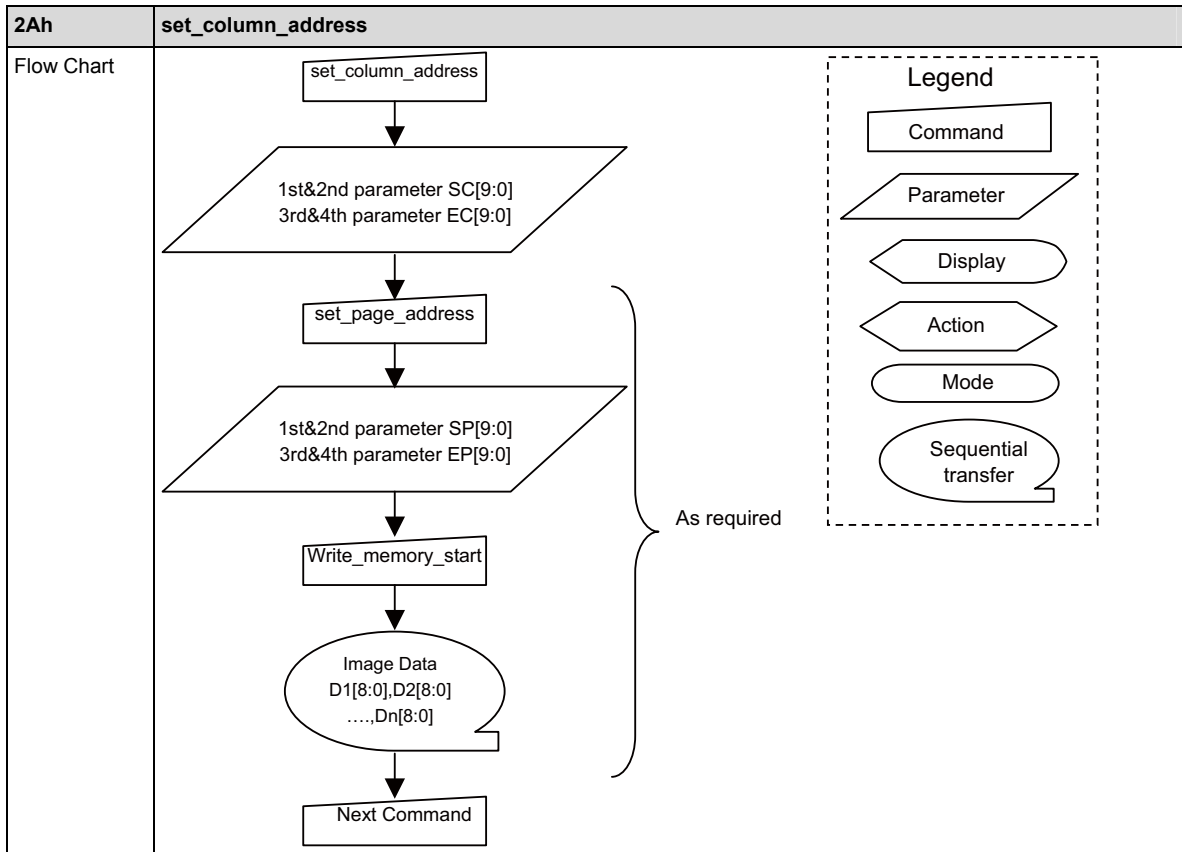 2Ah
set_column_address
Flow Chart
set_column_address
1st&2nd parameter SC[9:0]
3rd&4th parameter EC[9:0]
set_page_address
1st&2nd parameter SP[9:0]
3rd&4th parameter EP[9:0]
Write_memory_start
Image Data
D1[8:0],D2[8:0]
....,Dn[8:0]
Next Command
As required
Legend
Command
Parameter
Display
Action
Mode
Sequential
transfer